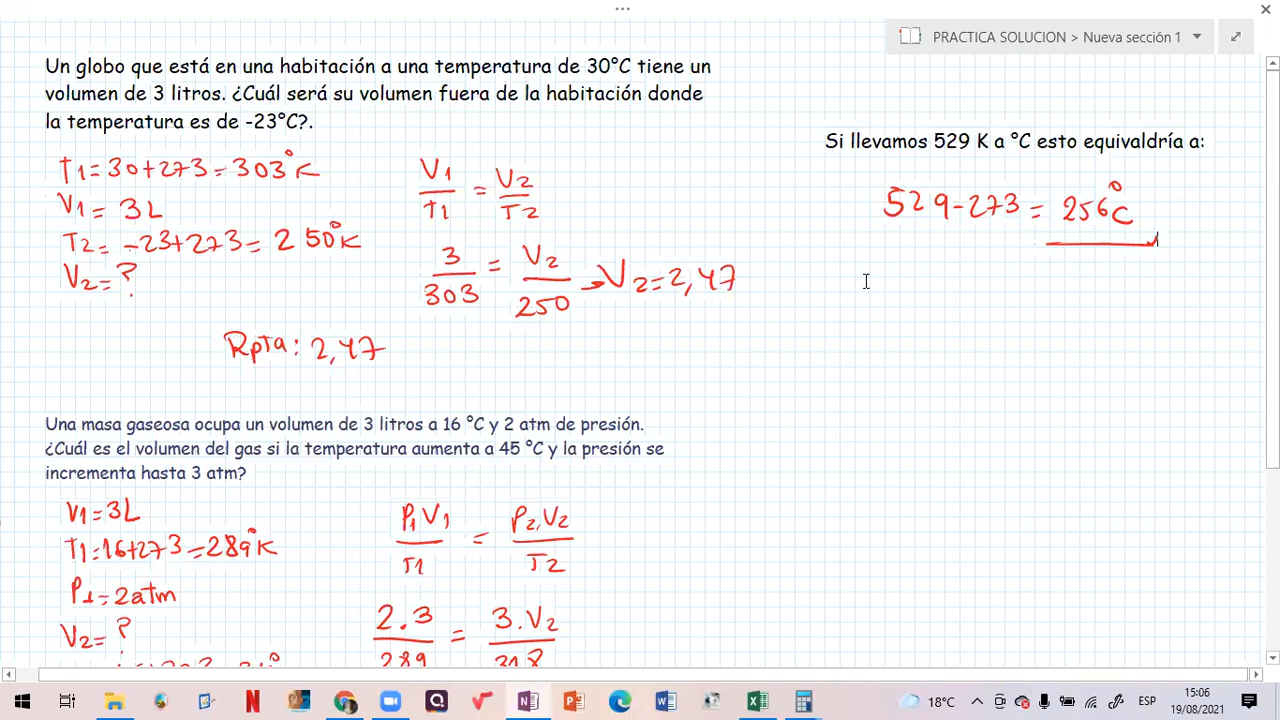 PRACTICA SOLUCION > Nueva sección 1
Un globo que está en una habitación a una temperatura de 30°C tiene un
volumen de 3 litros. ¿Cuál será su volumen fuera de la habitación donde
la temperatura es de -23°C?.
T1=30+273=303°K
V1= 3L
T2= -23+273= 250°K
V2= ?
V1/T1 = V2/T2
3/303 = V2/250 → V2=2,47
Rpta: 2,47
Si llevamos 529 K a °C esto equivaldría a:
529-273= 256°C
Una masa gaseosa ocupa un volumen de 3 litros a 16 °C y 2 atm de presión.
¿Cuál es el volumen del gas si la temperatura aumenta a 45 °C y la presión se
incrementa hasta 3 atm?
V1=3L
T1=16+273=289°K
P1=2atm
V2= ?
P1V1/T1 = P2.V2/T2
2.3/289 = 3.V2/318
18°C
ESP
15:06
19/08/2021